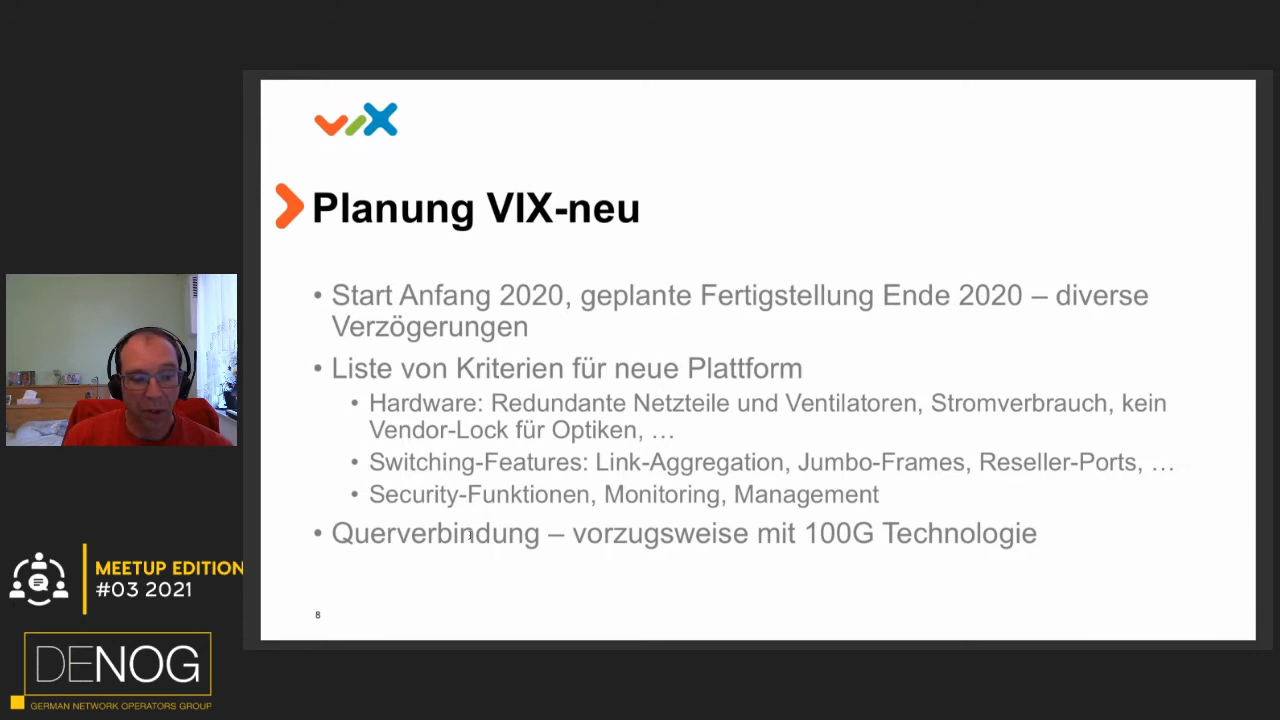 vix
Planung VIX-neu
• Start Anfang 2020, geplante Fertigstellung Ende 2020 – diverse
Verzögerungen
• Liste von Kriterien für neue Plattform
• Hardware: Redundante Netzteile und Ventilatoren, Stromverbrauch, kein
Vendor-Lock für Optiken, …
• Switching-Features: Link-Aggregation, Jumbo-Frames, Reseller-Ports, …
• Security-Funktionen, Monitoring, Management
• Querverbindung – vorzugsweise mit 100G Technologie
8
MEETUP EDITION
#03 2021
DENOG
GERMAN NETWORK OPERATORS GROUP